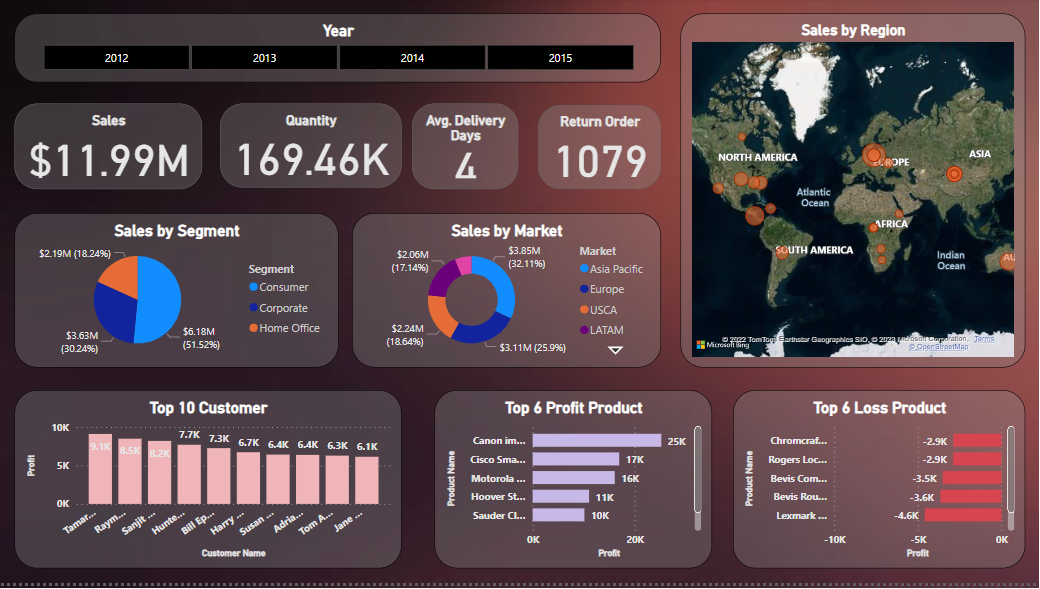 Year
2012
2013
2014
2015
Sales
$11.99M
Quantity
169.46K
Avg. Delivery
Days
4
Return Order
1079
Sales by Region
NORTH AMERICA
EUROPE
ASIA
Atlantic
Ocean
AFRICA
SOUTH AMERICA
Indian
Ocean
AU
Microsoft Bing
© 2022 TomTom, Earthstar Geographics SIO, © 2023 Microsoft Corporation, Terms
© OpenStreetMap
Sales by Segment
$2.19M (18.24%)
$3.63M
(30.24%)
$6.18M
(51.52%)
Segment
Consumer
Corporate
Home Office
Sales by Market
$2.06M
(17.14%)
$3.85M
(32.11%)
$2.24M
(18.64%)
$3.11M (25.9%)
Market
Asia Pacific
Europe
USCA
LATAM
Top 10 Customer
Profit
10K
5K
0K
9.1K
8.5K
8.2K
7.7K
7.3K
6.7K
6.4K
6.4K
6.3K
6.1K
Tamar...
Raym...
Sanjit ...
Hunte...
Bill Ep...
Harry ...
Susan ...
Adria...
Tom A...
Jane ...
Customer Name
Top 6 Profit Product
Product Name
Canon im...
25K
Cisco Sma...
17K
Motorola ...
16K
Hoover St...
11K
Sauder Cl...
10K
0K
20K
Profit
Top 6 Loss Product
Product Name
Chromcraf...
-2.9K
Rogers Loc...
-2.9K
Bevis Com...
-3.5K
Bevis Rou...
-3.6K
Lexmark ...
-4.6K
-10K
-5K
0K
Profit